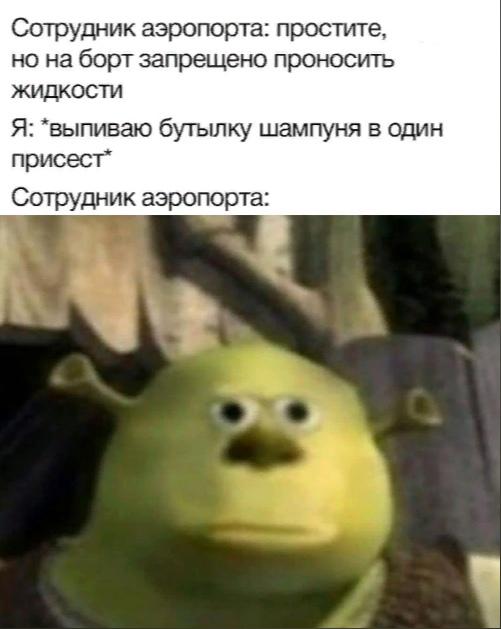 Сотрудник аэропорта: простите,
но на борт запрещено проносить
жидкости
Я: *выпиваю бутылку шампуня в один
присест*
Сотрудник аэропорта: